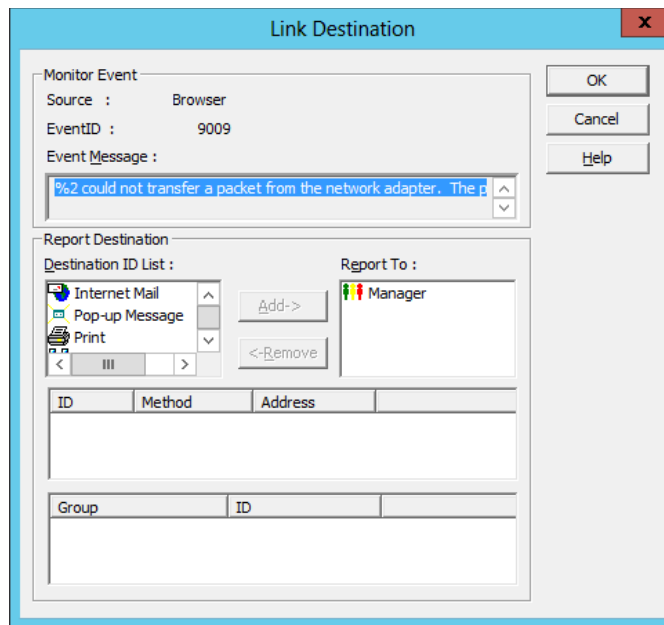 Link Destination
x
Monitor Event
Source : Browser
EventID : 9009
Event Message :
%2 could not transfer a packet from the network adapter. The p
OK
Cancel
Help
Report Destination
Destination ID List :
Internet Mail
Pop-up Message
Print
Add->
<-Remove
Report To :
Manager
ID Method Address
Group ID